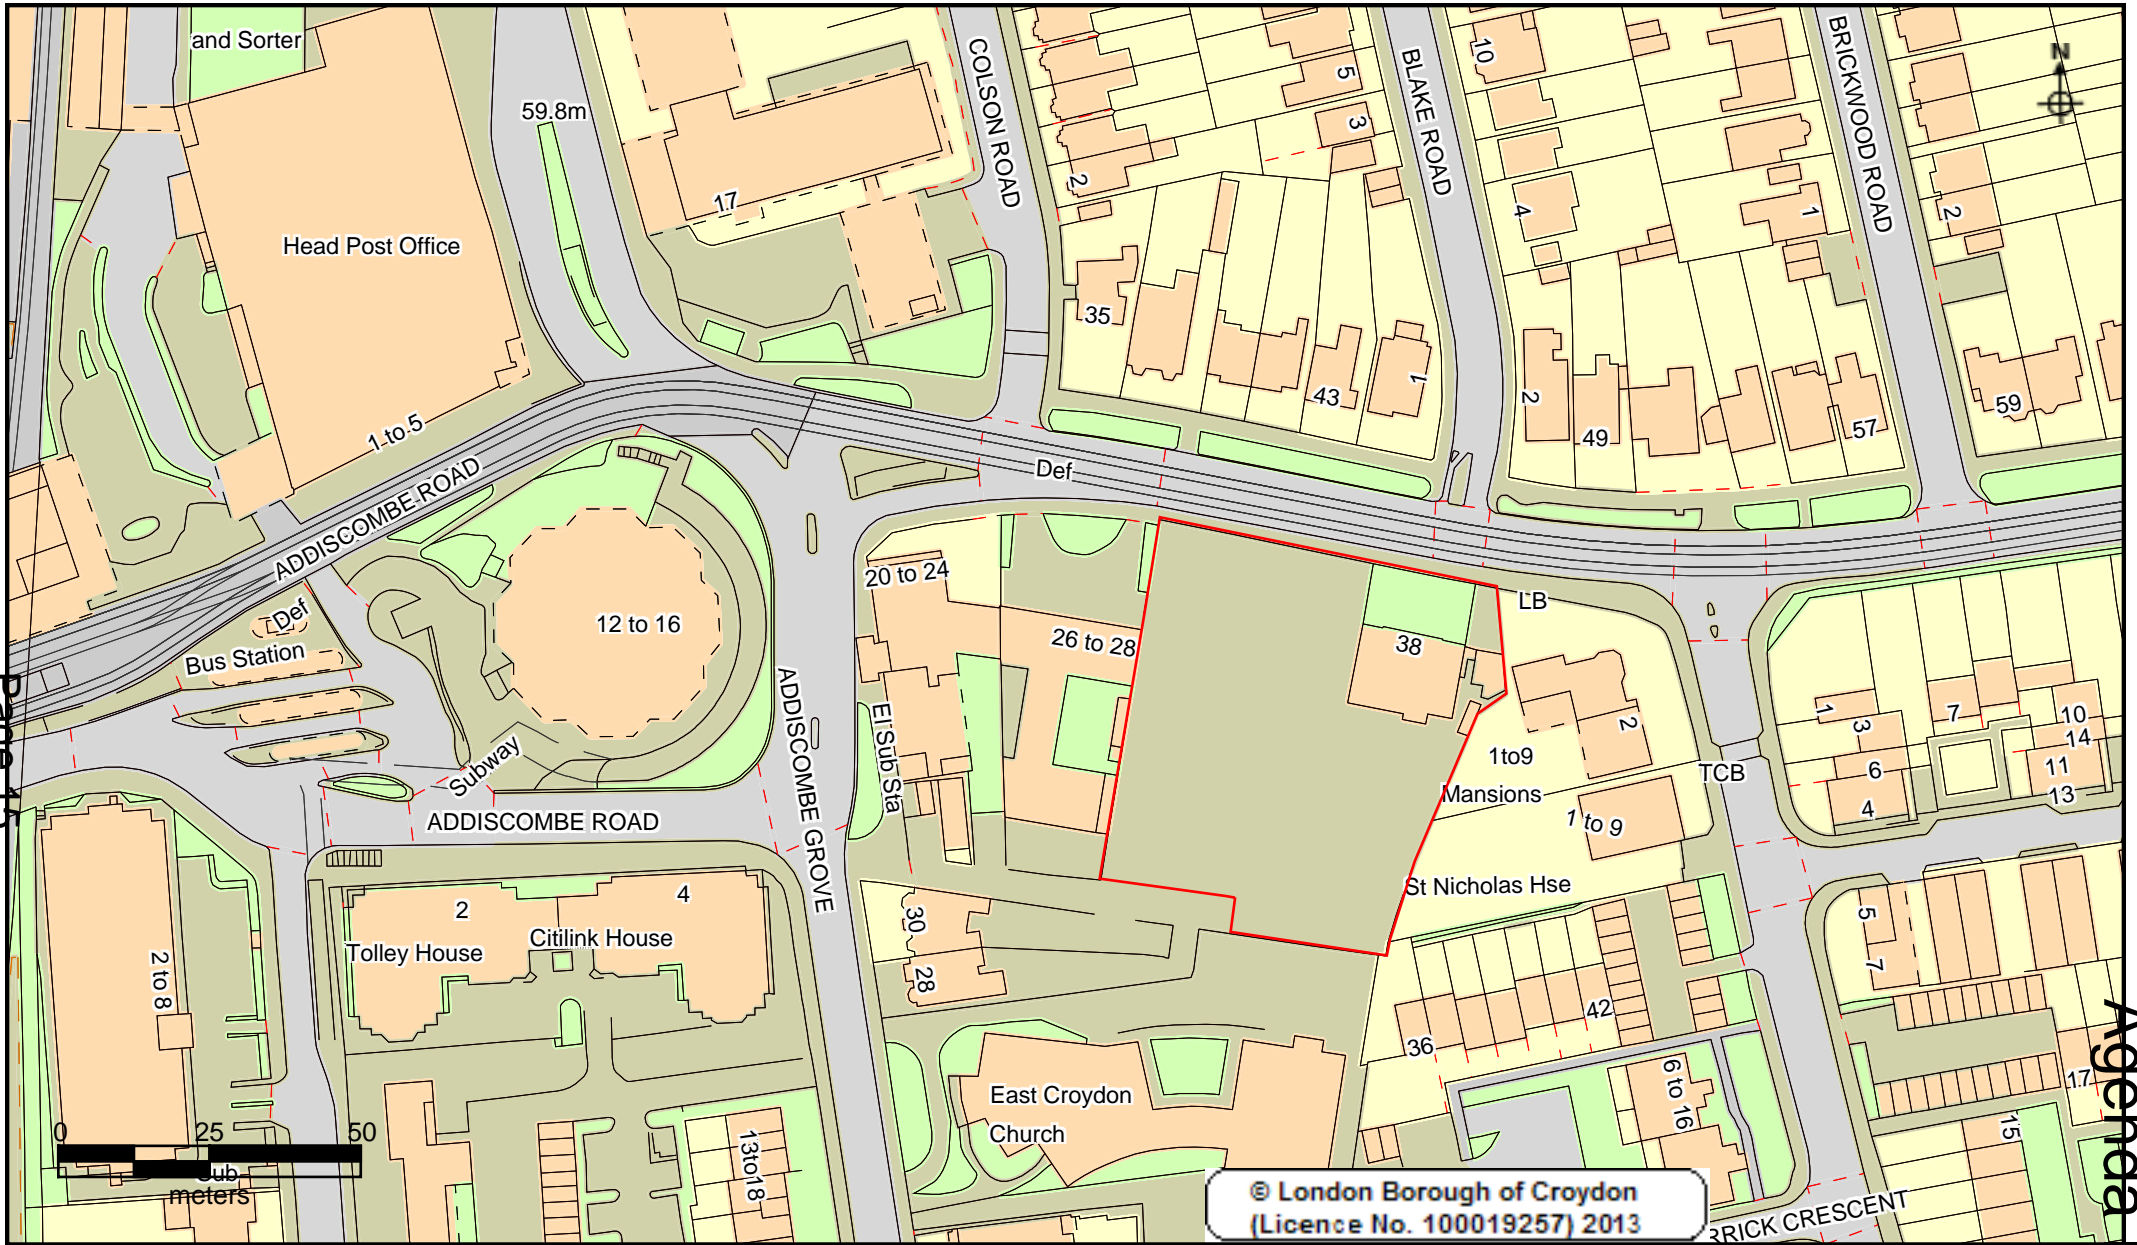 and Sorter
COLSON ROAD
BLAKE ROAD
BRICKWOOD ROAD
N
10
5
3
59.8m
2
17
4
1
2
Head Post Office
35
43
1
2
49
57
59
1 to 5
Def
ADDISCOMBE ROAD
20 to 24
12 to 16
26 to 28
38
LB
Def
Bus Station
ADDISCOMBE GROVE
El Sub Sta
2
1
3
7
10
14
6
11
4
13
1to9
Mansions
TCB
1 to 9
Subway
ADDISCOMBE ROAD
Page 15
St Nicholas Hse
2
4
Tolley House
Citilink House
30
28
2 to 8
5
7
42
36
East Croydon
Church
6 to 16
17
15
13to18
Agenda
0
25
50
Sub
meters
© London Borough of Croydon
(Licence No. 100019257) 2013
RRICK CRESCENT